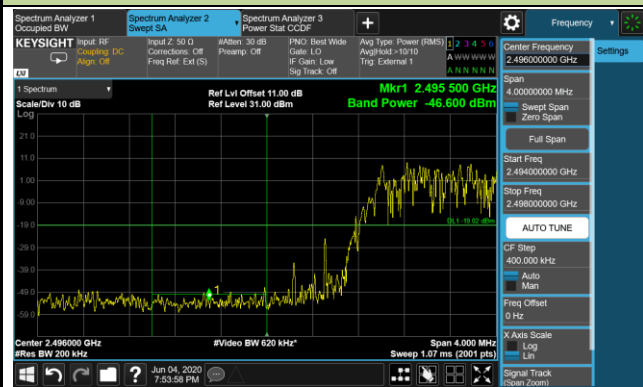 Spectrum Analyzer 1
Occupied BW
Spectrum Analyzer 2
Swept SA
Spectrum Analyzer 3
Power Stat CCDF
+
Frequency
KEYSIGHT
Input: RF
Coupling: DC
Align: Off
Input Z: 50 Ω
Corrections: Off
Freq Ref: Ext (S)
#Atten: 30 dB
Preamp: Off
PNO: Best Wide
Gate: LO
IF Gain: Low
Sig Track: Off
Avg Type: Power (RMS)
Avg|Hold:>10/10
Trig: External 1
1 2 3 4 5 6
A W W W W W
A N N N N N
LXI
1 Spectrum
Scale/Div 10 dB
Log
Ref Lvl Offset 11.00 dB
Ref Level 31.00 dBm
Mkr1 2.495 500 GHz
Band Power -46.600 dBm
21.0
11.0
1.00
-9.00
-19.0
-29.0
-39.0
-49.0
-59.0
DL1 -19.02 dBm
1
Center 2.496000 GHz
#Res BW 200 kHz
#Video BW 620 kHz*
Span 4.000 MHz
Sweep 1.07 ms (2001 pts)
Jun 04, 2020
7:53:58 PM
?
Center Frequency
2.496000000 GHz
Span
4.00000000 MHz
Swept Span
Zero Span
Full Span
Start Freq
2.494000000 GHz
Stop Freq
2.498000000 GHz
AUTO TUNE
CF Step
400.000 kHz
Auto
Man
Freq Offset
0 Hz
X Axis Scale
Log
Lin
Signal Track
(Span Zoom)
Settings